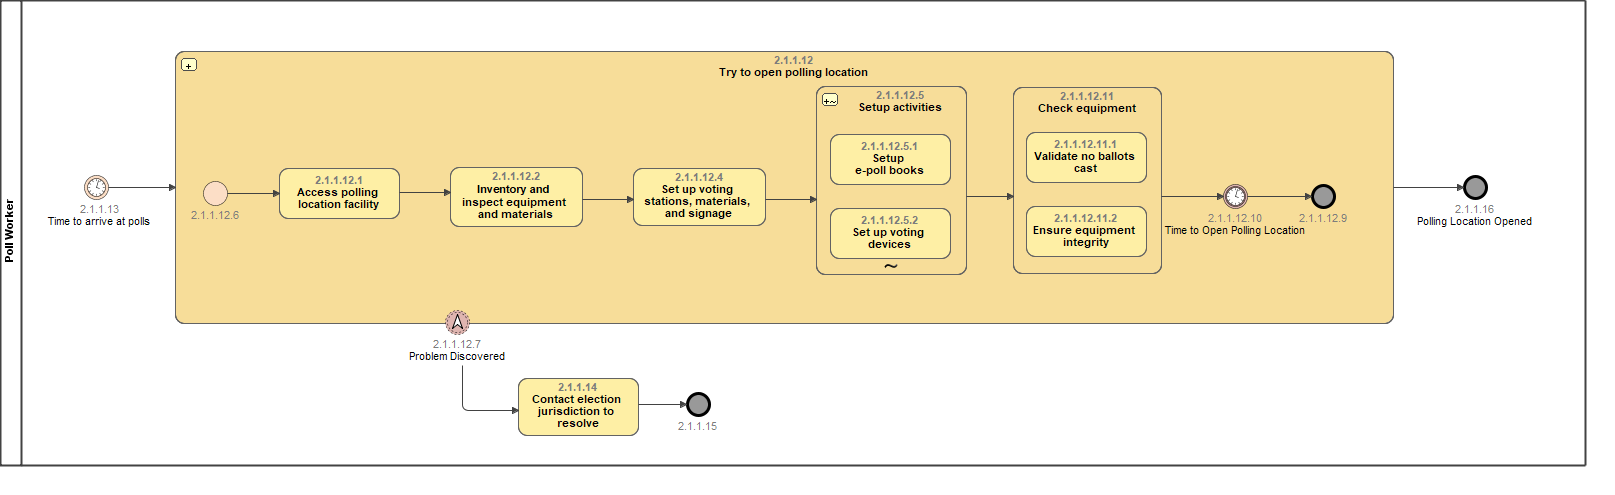 Poll Worker
2.1.1.13
Time to arrive at polls
2.1.1.12
Try to open polling location
2.1.1.12.6
2.1.1.12.1
Access polling
location facility
2.1.1.12.2
Inventory and
inspect equipment
and materials
2.1.1.12.4
Set up voting
stations, materials,
and signage
2.1.1.12.5
Setup activities
2.1.1.12.5.1
Setup
e-poll books
2.1.1.12.5.2
Set up voting
devices
2.1.1.12.11
Check equipment
2.1.1.12.11.1
Validate no ballots
cast
2.1.1.12.11.2
Ensure equipment
integrity
2.1.1.12.10
Time to Open Polling Location
2.1.1.12.9
2.1.1.16
Polling Location Opened
2.1.1.12.7
Problem Discovered
2.1.1.14
Contact election
jurisdiction to
resolve
2.1.1.15